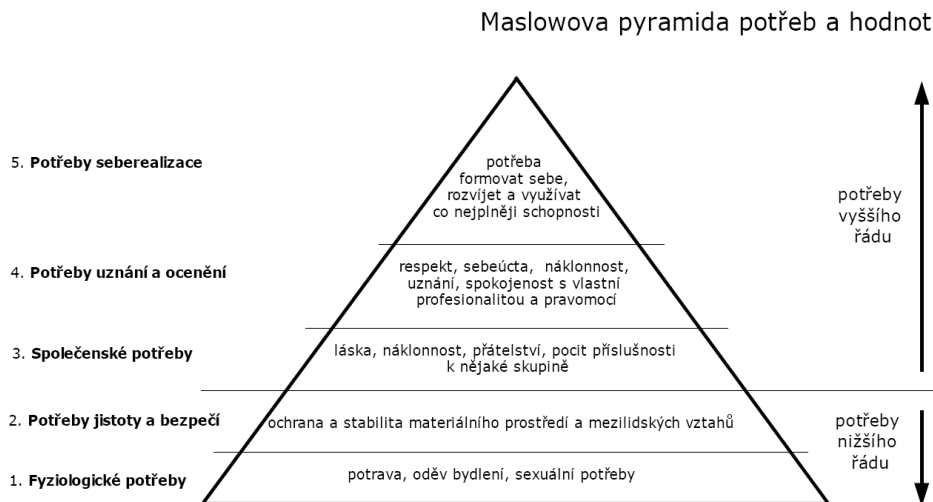 Maslowova pyramida potřeb a hodnot
5. Potřeby seberealizace
potřeba
formovat sebe,
rozvíjet a využívat
co nejplněji schopnosti
potřeby
vyššího
řádu
4. Potřeby uznání a ocenění
respekt, sebeúcta, náklonnost,
uznání, spokojenost s vlastní
profesionalitou a pravomocí
3. Společenské potřeby
láska, náklonnost, přátelství, pocit příslušnosti
k nějaké skupině
2. Potřeby jistoty a bezpečí
ochrana a stabilita materiálního prostředí a mezilidských vztahů
potřeby
nižšího
řádu
1. Fyziologické potřeby
potrava, oděv bydlení, sexuální potřeby